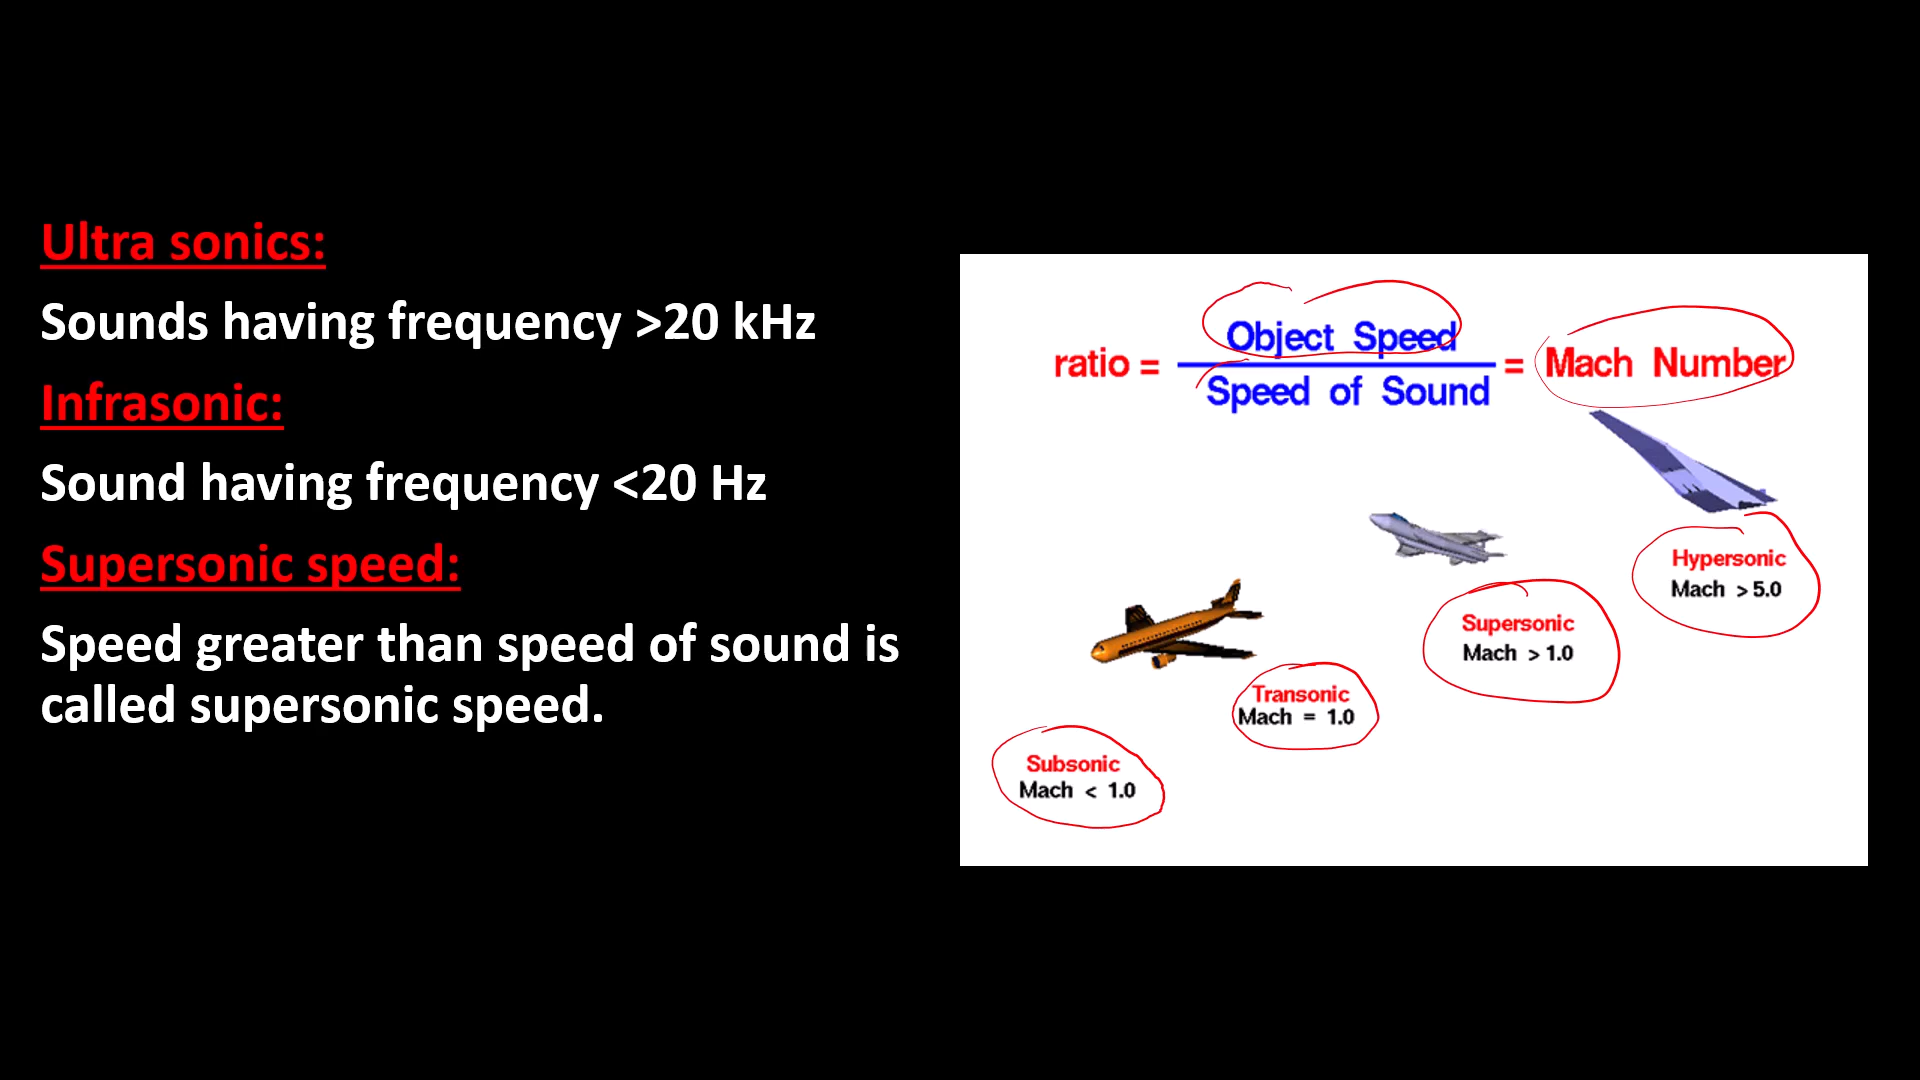 Ultra sonics:
Sounds having frequency >20 kHz
Infrasonic:
Sound having frequency <20 Hz
Supersonic speed:
Speed greater than speed of sound is
called supersonic speed.
Object Speed
ratio = = Mach Number
Speed of Sound
Hypersonic
Mach > 5.0
Supersonic
Mach > 1.0
Transonic
Mach = 1.0
Subsonic
Mach < 1.0